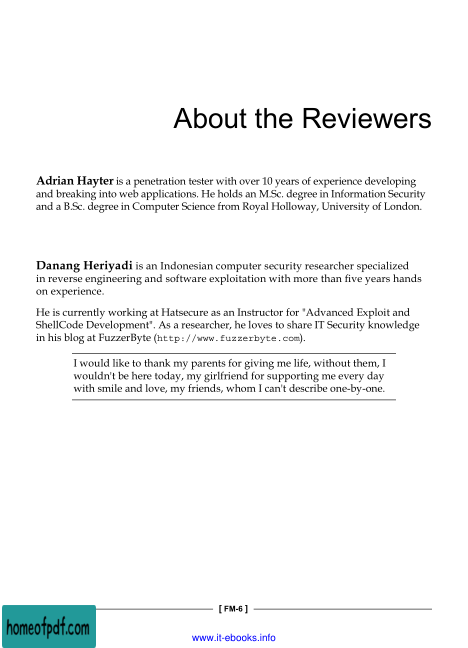 About the Reviewers
Adrian Hayter is a penetration tester with over 10 years of experience developing
and breaking into web applications. He holds an M.Sc. degree in Information Security
and a B.Sc. degree in Computer Science from Royal Holloway, University of London.
Danang Heriyadi is an Indonesian computer security researcher specialized
in reverse engineering and software exploitation with more than five years hands
on experience.
He is currently working at Hatsecure as an Instructor for "Advanced Exploit and
ShellCode Development". As a researcher, he loves to share IT Security knowledge
in his blog at FuzzerByte (http://www.fuzzerbyte.com).
I would like to thank my parents for giving me life, without them, I
wouldn't be here today, my girlfriend for supporting me every day
with smile and love, my friends, whom I can't describe one-by-one.
[ FM-6 ]
homeofpdf.com
www.it-ebooks.info